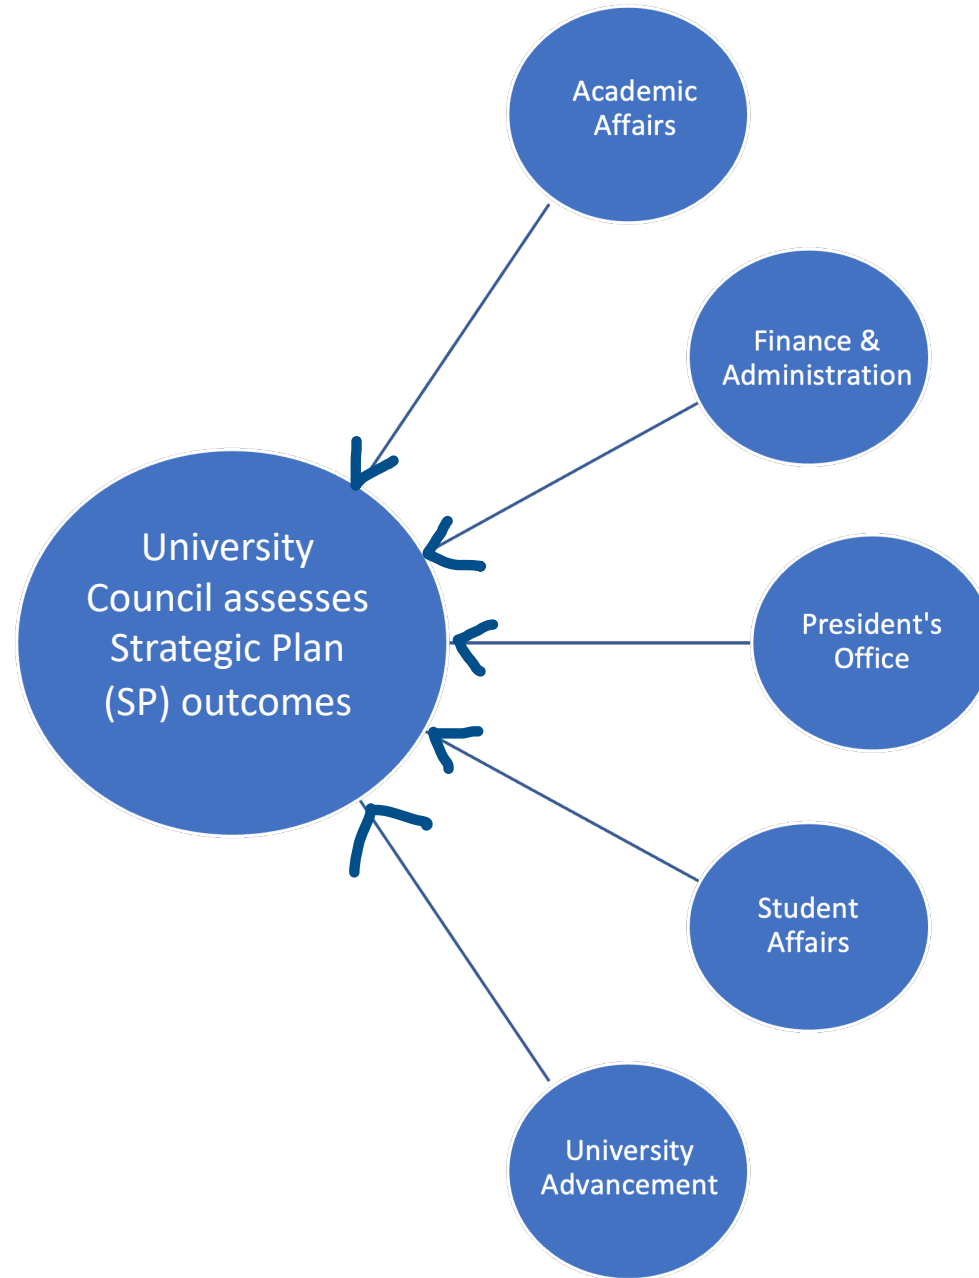 Academic
Affairs
Finance &
Administration
University
Council assesses
Strategic Plan
(SP) outcomes
President's
Office
Student
Affairs
University
Advancement